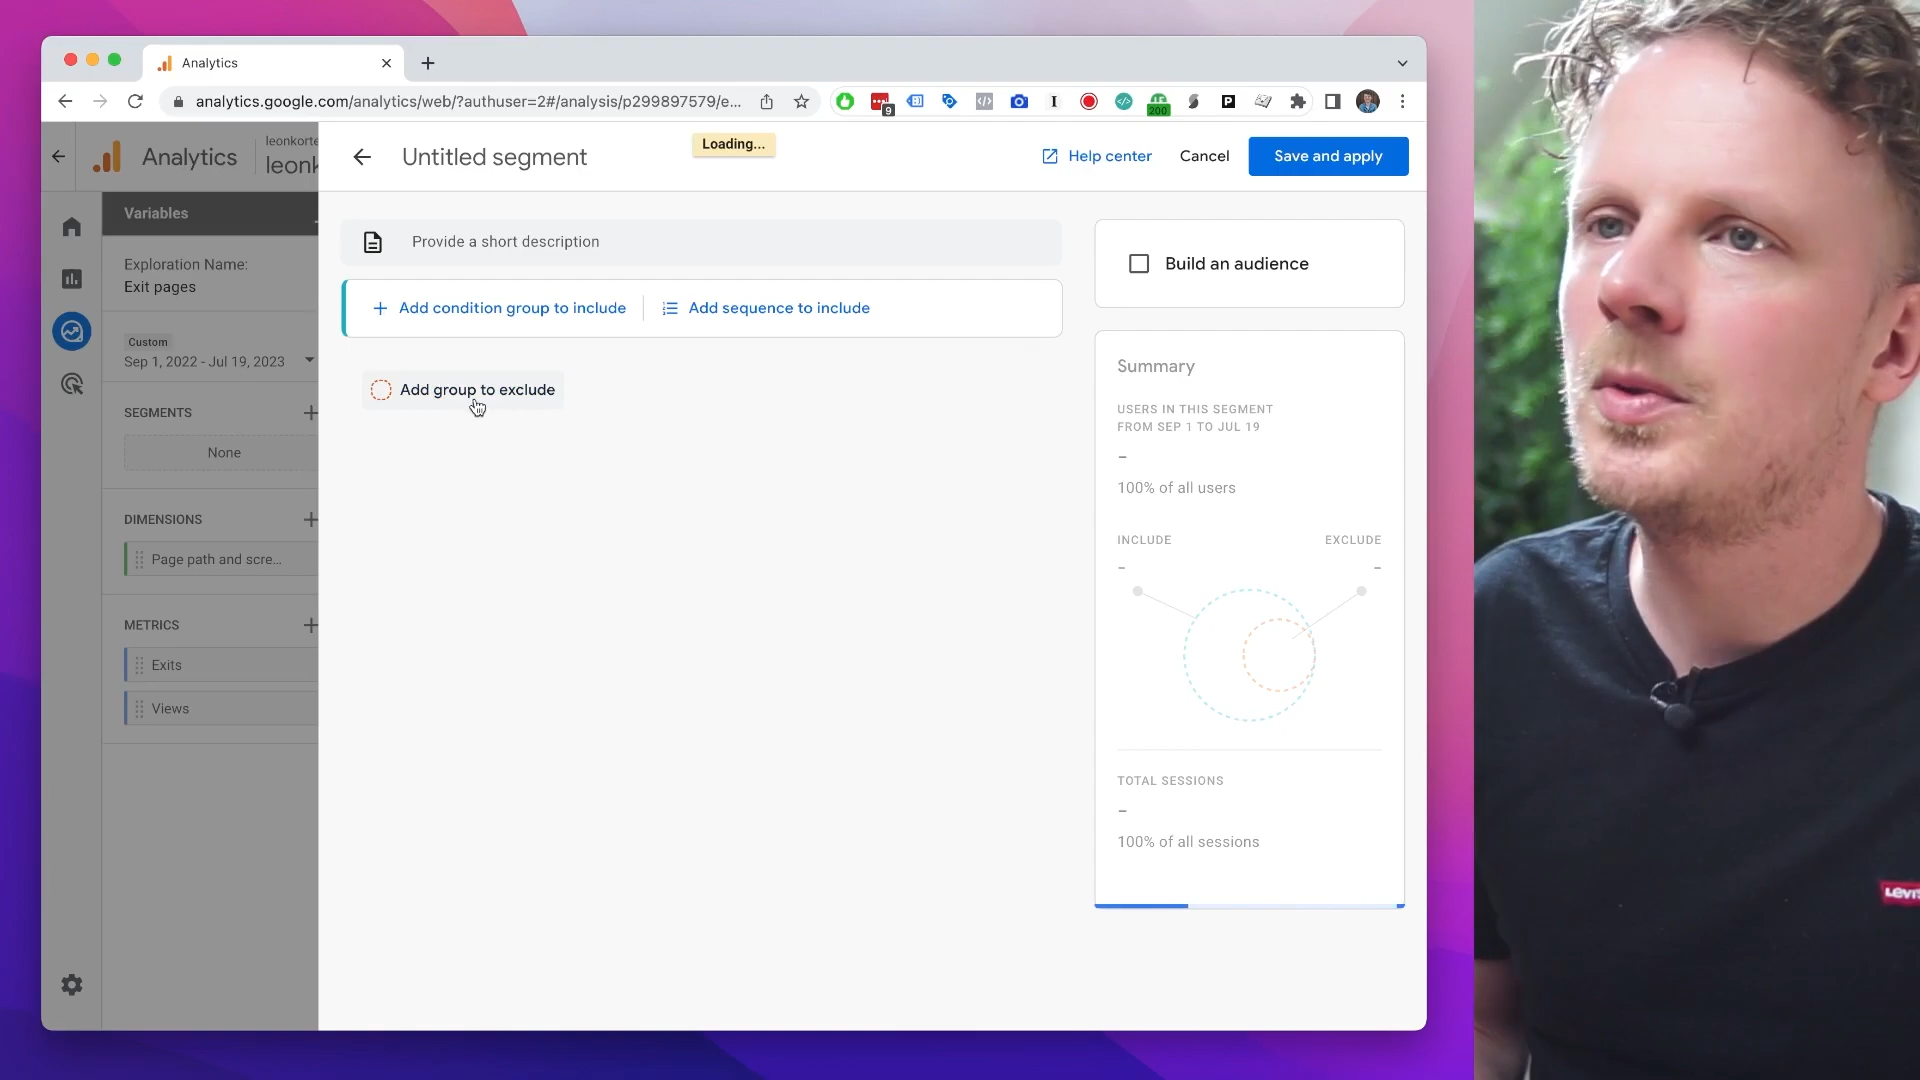 Analytics
analytics.google.com/analytics/web/?authuser=2#/analysis/p299897579/e...
9
I
200
P
Analytics
leonkorte
leonk
Untitled segment
Loading...
Help center
Cancel
Save and apply
Variables
Exploration Name:
Exit pages
Custom
Sep 1, 2022 - Jul 19, 2023
SEGMENTS
None
DIMENSIONS
Page path and scre...
METRICS
Exits
Views
Provide a short description
Add condition group to include
Add sequence to include
Add group to exclude
Build an audience
Summary
USERS IN THIS SEGMENT
FROM SEP 1 TO JUL 19
–
100% of all users
INCLUDE
EXCLUDE
–
–
TOTAL SESSIONS
–
100% of all sessions
LEVI'